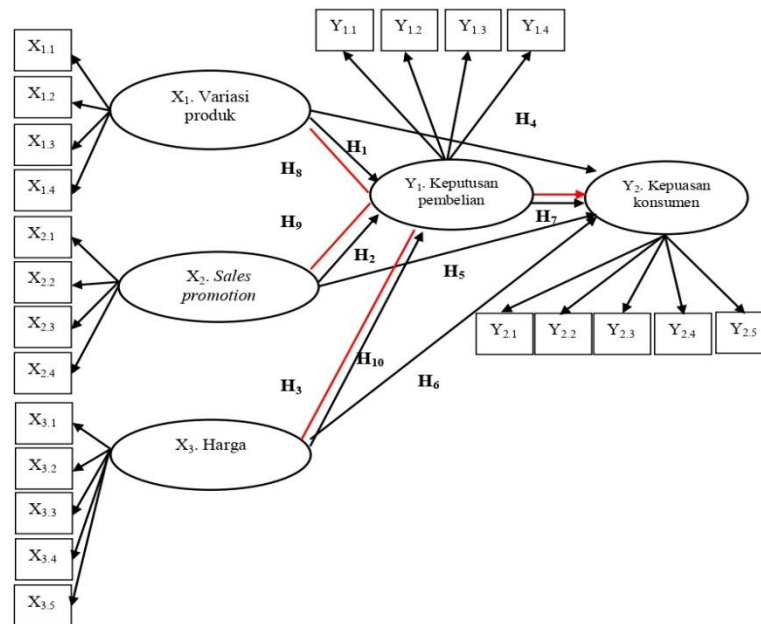 Y1.1
Y1.2
Y1.3
Y1.4
X1.1
X1.2
X1.3
X1.4
X1. Variasi
produk
H4
H1
H8
Y1. Keputusan
pembelian
Y2. Kepuasan
konsumen
H7
H9
X2.1
X2.2
X2.3
X2.4
X2. Sales
promotion
H2
H5
Y2.1
Y2.2
Y2.3
Y2.4
Y2.5
H10
H3
H6
X3.1
X3.2
X3.3
X3.4
X3.5
X3. Harga